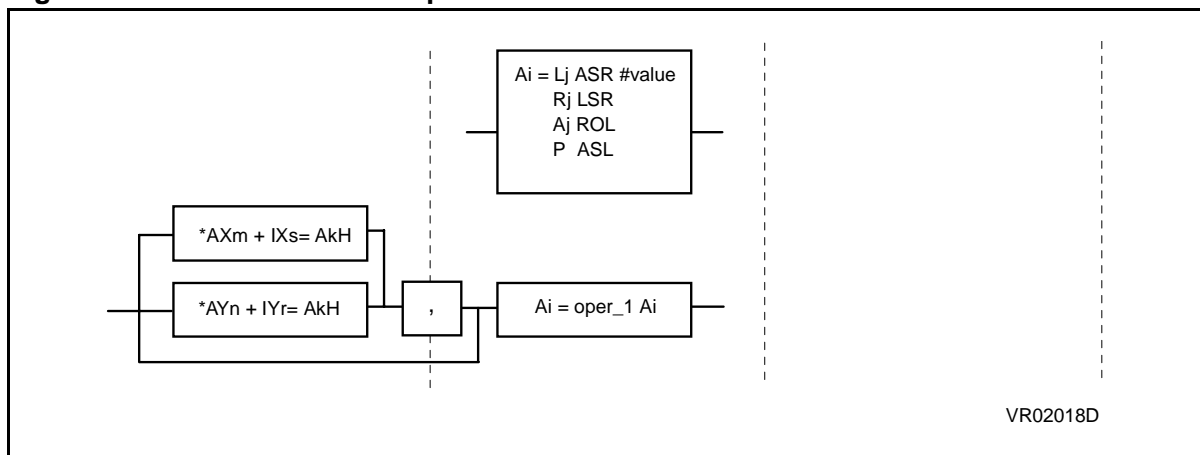 Ai = Lj ASR #value
Rj LSR
Aj ROL
P ASL
*AXm + IXs= AkH
*AYn + IYr= AkH
,
Ai = oper_1 Ai
VR02018D